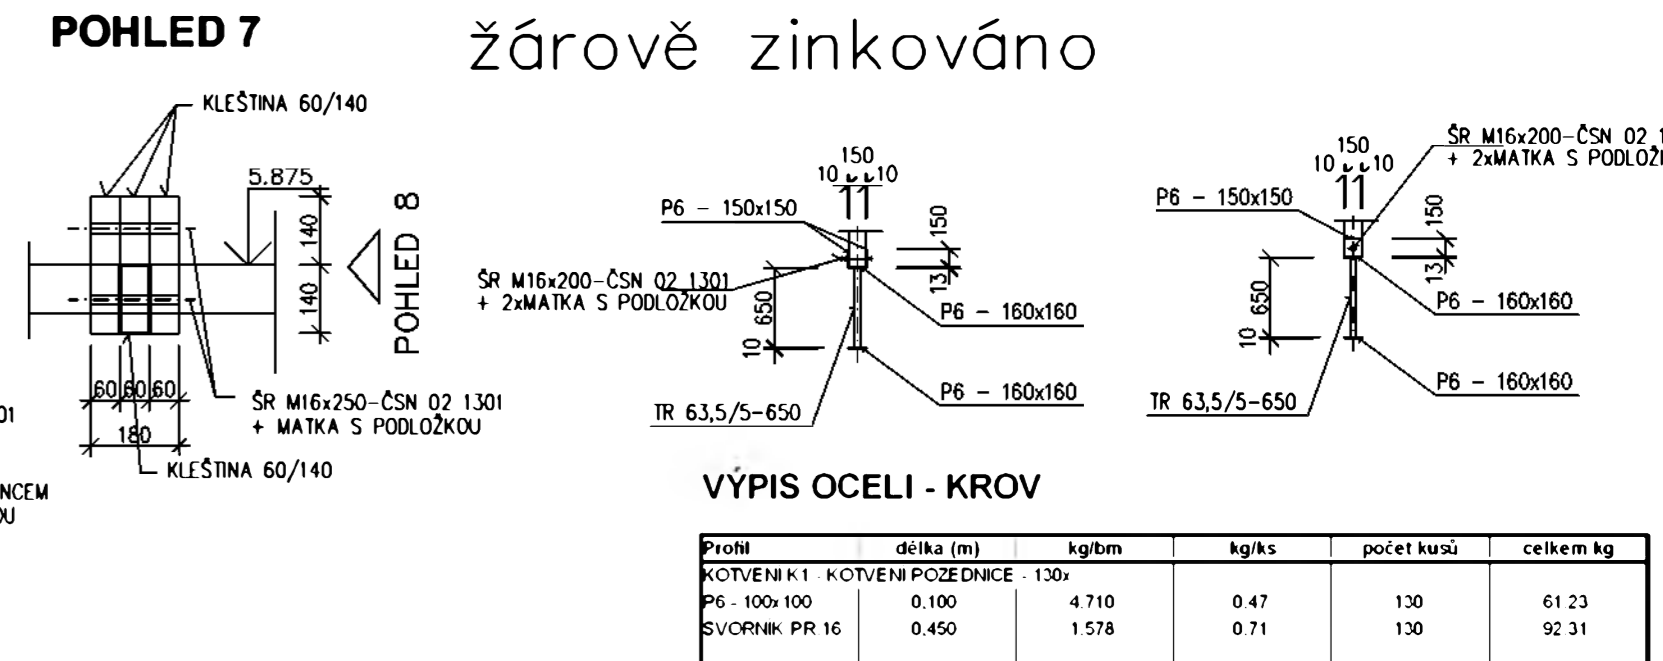 POHLED 7
žárově zinkováno
KLEŠTINA 60/140
5.875
140
140
POHLED 8
60
60
60
180
ŠR M16x250-ČSN 02 1301
+ MATKA S PODLOŽKOU
KLEŠTINA 60/140
01
NCEM
OU
150
10
10
P6 - 150x150
150
13
ŠR M16x200-ČSN 02 1301
+ 2xMATKA S PODLOŽKOU
650
10
P6 - 160x160
P6 - 160x160
TR 63,5/5-650
ŠR M16x200-ČSN 02 1
+ 2xMATKA S
150
10
10
P6 - 150x150
150
13
650
10
P6 - 160x160
P6 - 160x160
TR 63,5/5-650
VÝPIS OCELI - KROV
Profil délka (m) kg/bm kg/ks počet kusů celkem kg
KOTVENI K1 - KOTVENI POZEDNICE - 130x
P6 - 100x100 0.100 4.710 0.47 130 61.23
SVORNIK PR.16 0.450 1.578 0.71 130 92.31